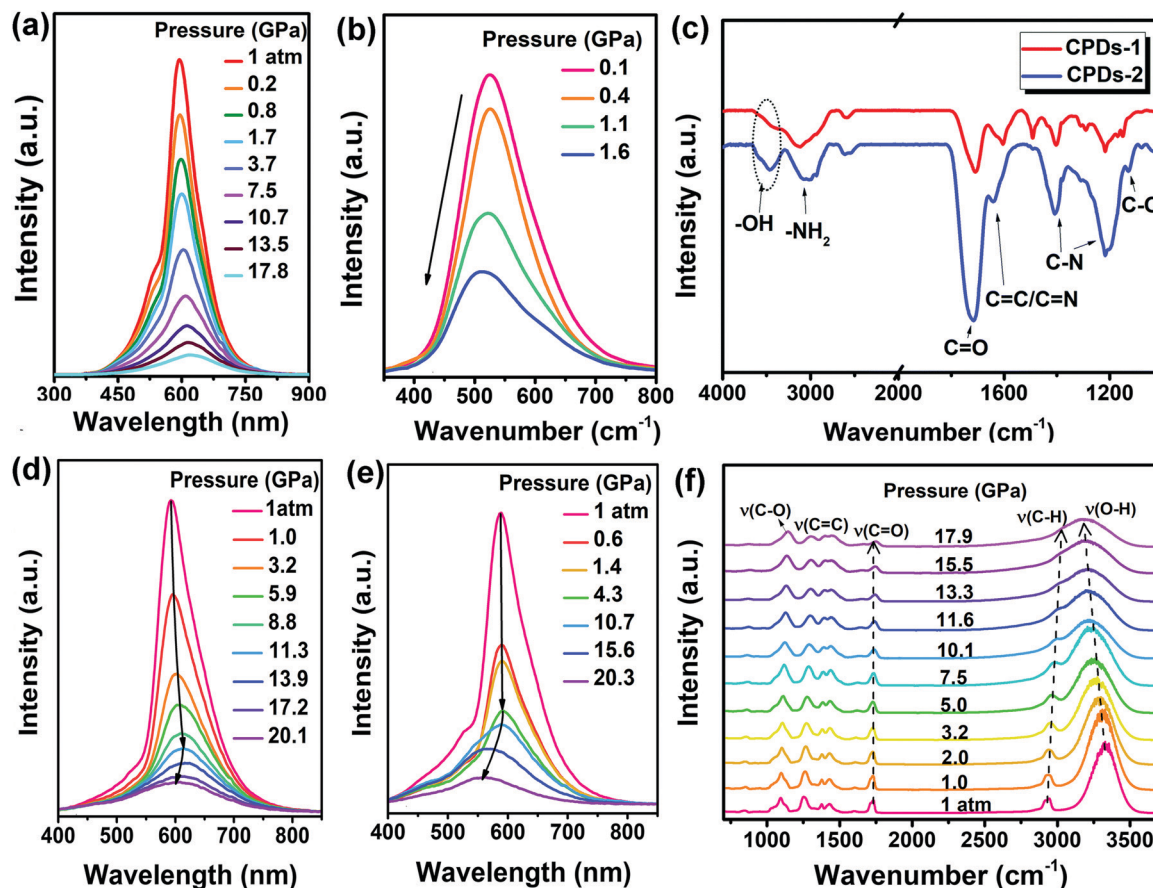 (a)
Pressure (GPa)
1 atm
0.2
0.8
1.7
3.7
7.5
10.7
13.5
17.8
Intensity (a.u.)
300 450 600 750 900
Wavelength (nm)
(b)
Pressure (GPa)
0.1
0.4
1.1
1.6
Intensity (a.u.)
400 500 600 700 800
Wavenumber (cm-1)
(c)
CPDs-1
CPDs-2
Intensity (a.u.)
-OH
-NH2
C=O
C=C/C=N
C-N
C-O
4000 3000 2000 1600 1200
Wavenumber (cm-1)
(d)
Pressure (GPa)
1atm
1.0
3.2
5.9
8.8
11.3
13.9
17.2
20.1
Intensity (a.u.)
400 500 600 700 800
Wavelength (nm)
(e)
Pressure (GPa)
1 atm
0.6
1.4
4.3
10.7
15.6
20.3
Intensity (a.u.)
400 500 600 700 800
Wavelength (nm)
(f)
Pressure (GPa)
ν(C-O)
ν(C=C)
ν(C=O)
ν(C-H)
ν(O-H)
17.9
15.5
13.3
11.6
10.1
7.5
5.0
3.2
2.0
1.0
1 atm
Intensity (a.u.)
1000 1500 2000 2500 3000 3500
Wavenumber (cm-1)